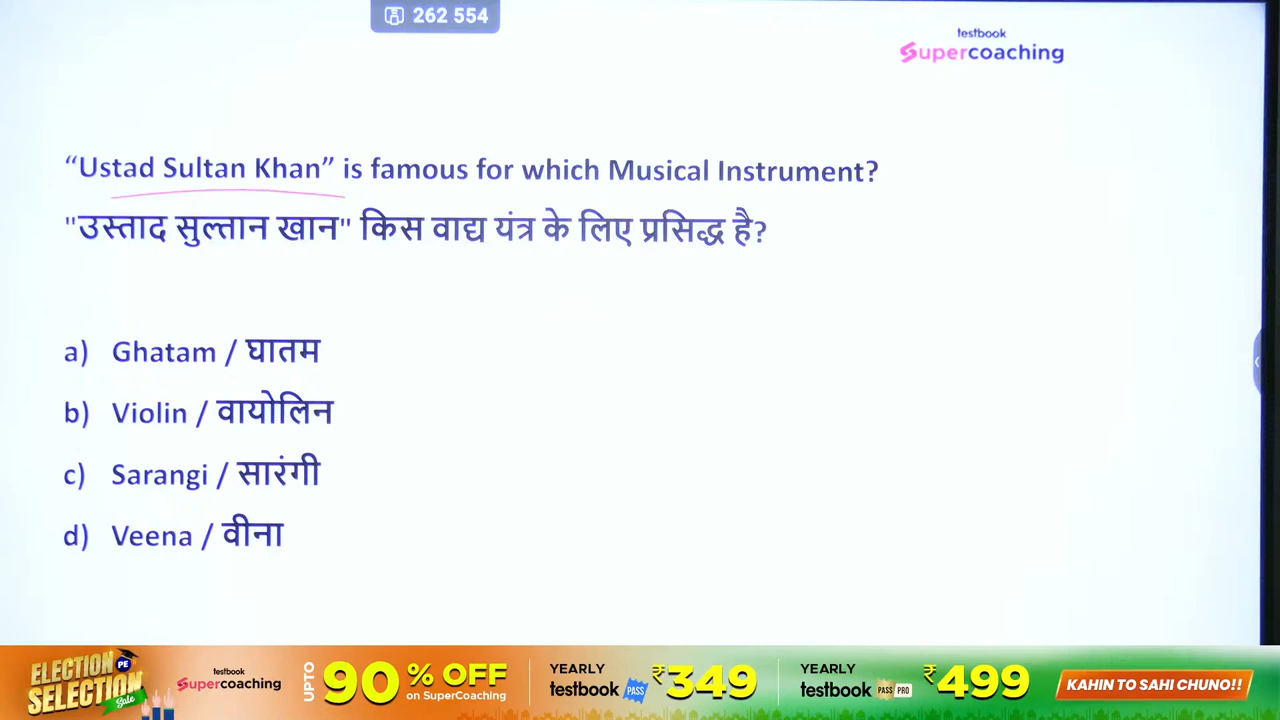 262 554
testbook
Supercoaching
“Ustad Sultan Khan” is famous for which Musical Instrument?
"उस्ताद सुल्तान खान" किस वाद्य यंत्र के लिए प्रसिद्ध है?
a) Ghatam / घातम
b) Violin / वायोलिन
c) Sarangi / सारंगी
d) Veena / वीना
ELECTION PE
SELECTION
Sale
testbook
Supercoaching
UPTO 90% OFF
on SuperCoaching
YEARLY
testbook PASS
₹349
YEARLY
testbook PASS PRO
₹499
KAHIN TO SAHI CHUNO!!